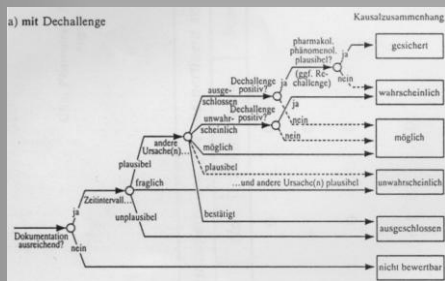 a) mit Dechallenge
Kausalzusammenhang
pharmakol.
phänomenol.
plausibel?
(ggf. Re-
challenge)
ja
nein
gesichert
wahrscheinlich
möglich
unwahrscheinlich
ausgeschlossen
nicht bewertbar
Dechallenge
positiv?
ja
nein
ausge-
schlossen
Dechallenge
positiv?
ja
nein
unwahr-
scheinlich
andere
Ursache(n)...
möglich
plausibel
...und andere Ursache(n) plausibel
bestätigt
plausibel
fraglich
unplausibel
Zeitintervall...
ja
nein
Dokumentation
ausreichend?